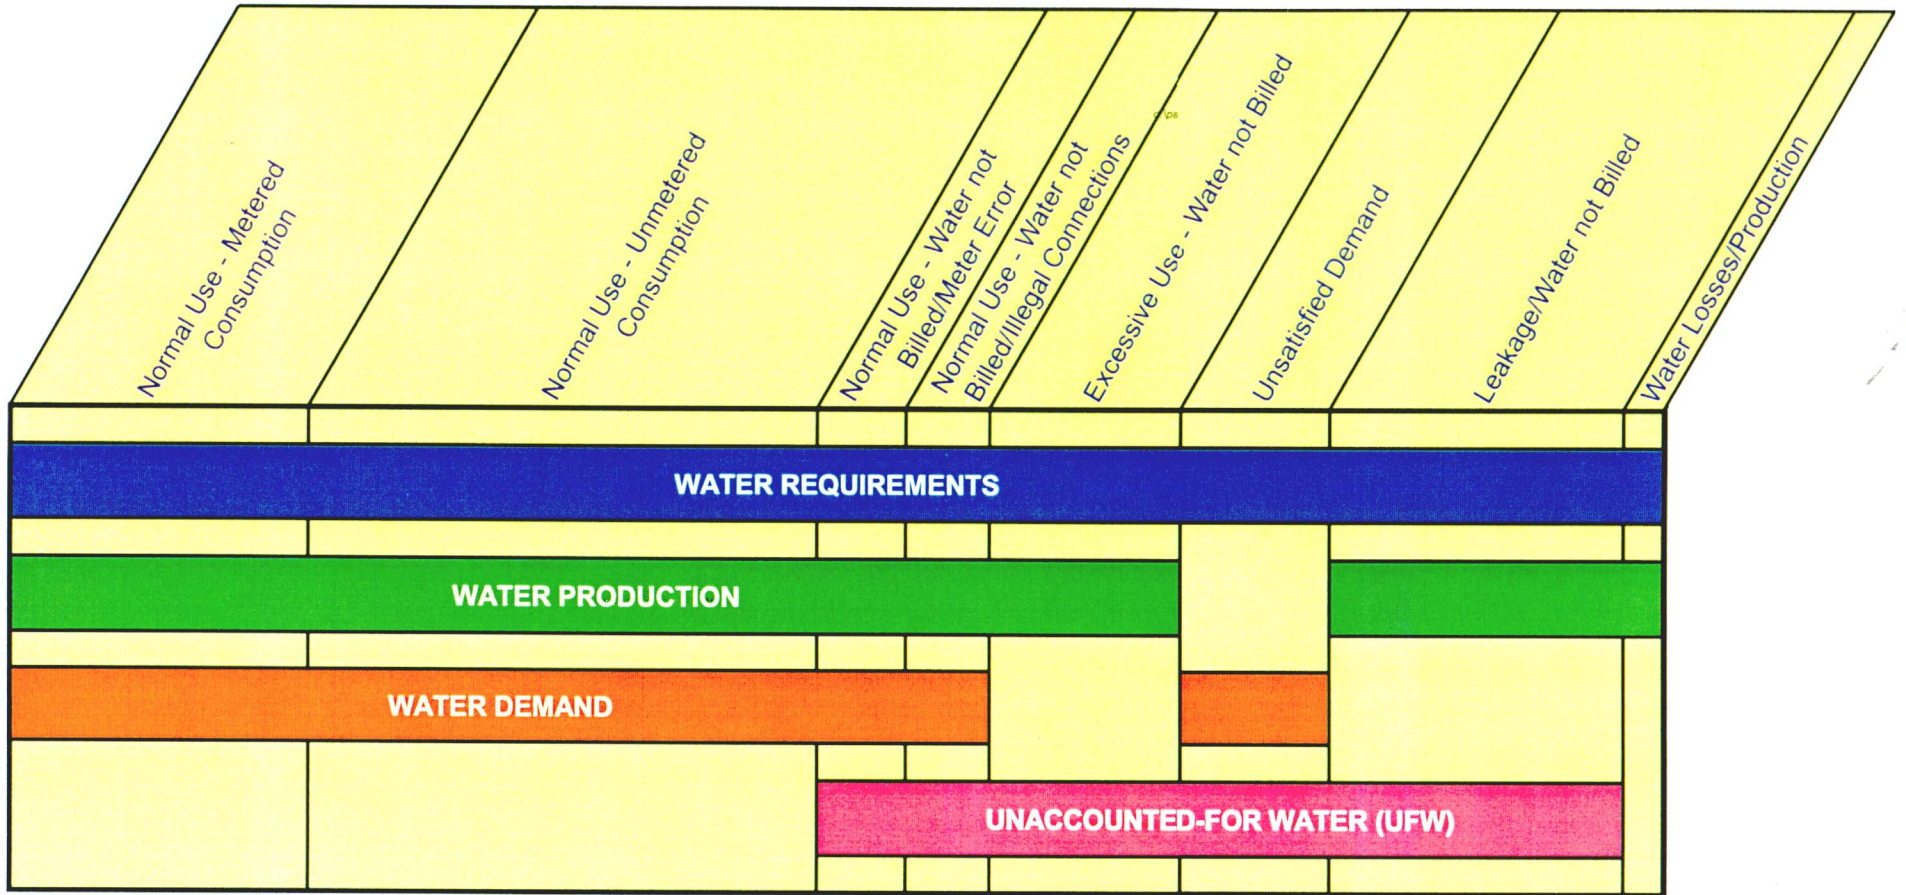 Normal Use - Metered
Consumption
Normal Use - Unmetered
Consumption
Normal Use - Water not
Billed/Meter Error
Normal Use - Water not
Billed/Illegal Connections
Excessive Use - Water not Billed
Unsatisfied Demand
Leakage/Water not Billed
Water Losses/Production
WATER REQUIREMENTS
WATER PRODUCTION
WATER DEMAND
UNACCOUNTED-FOR WATER (UFW)